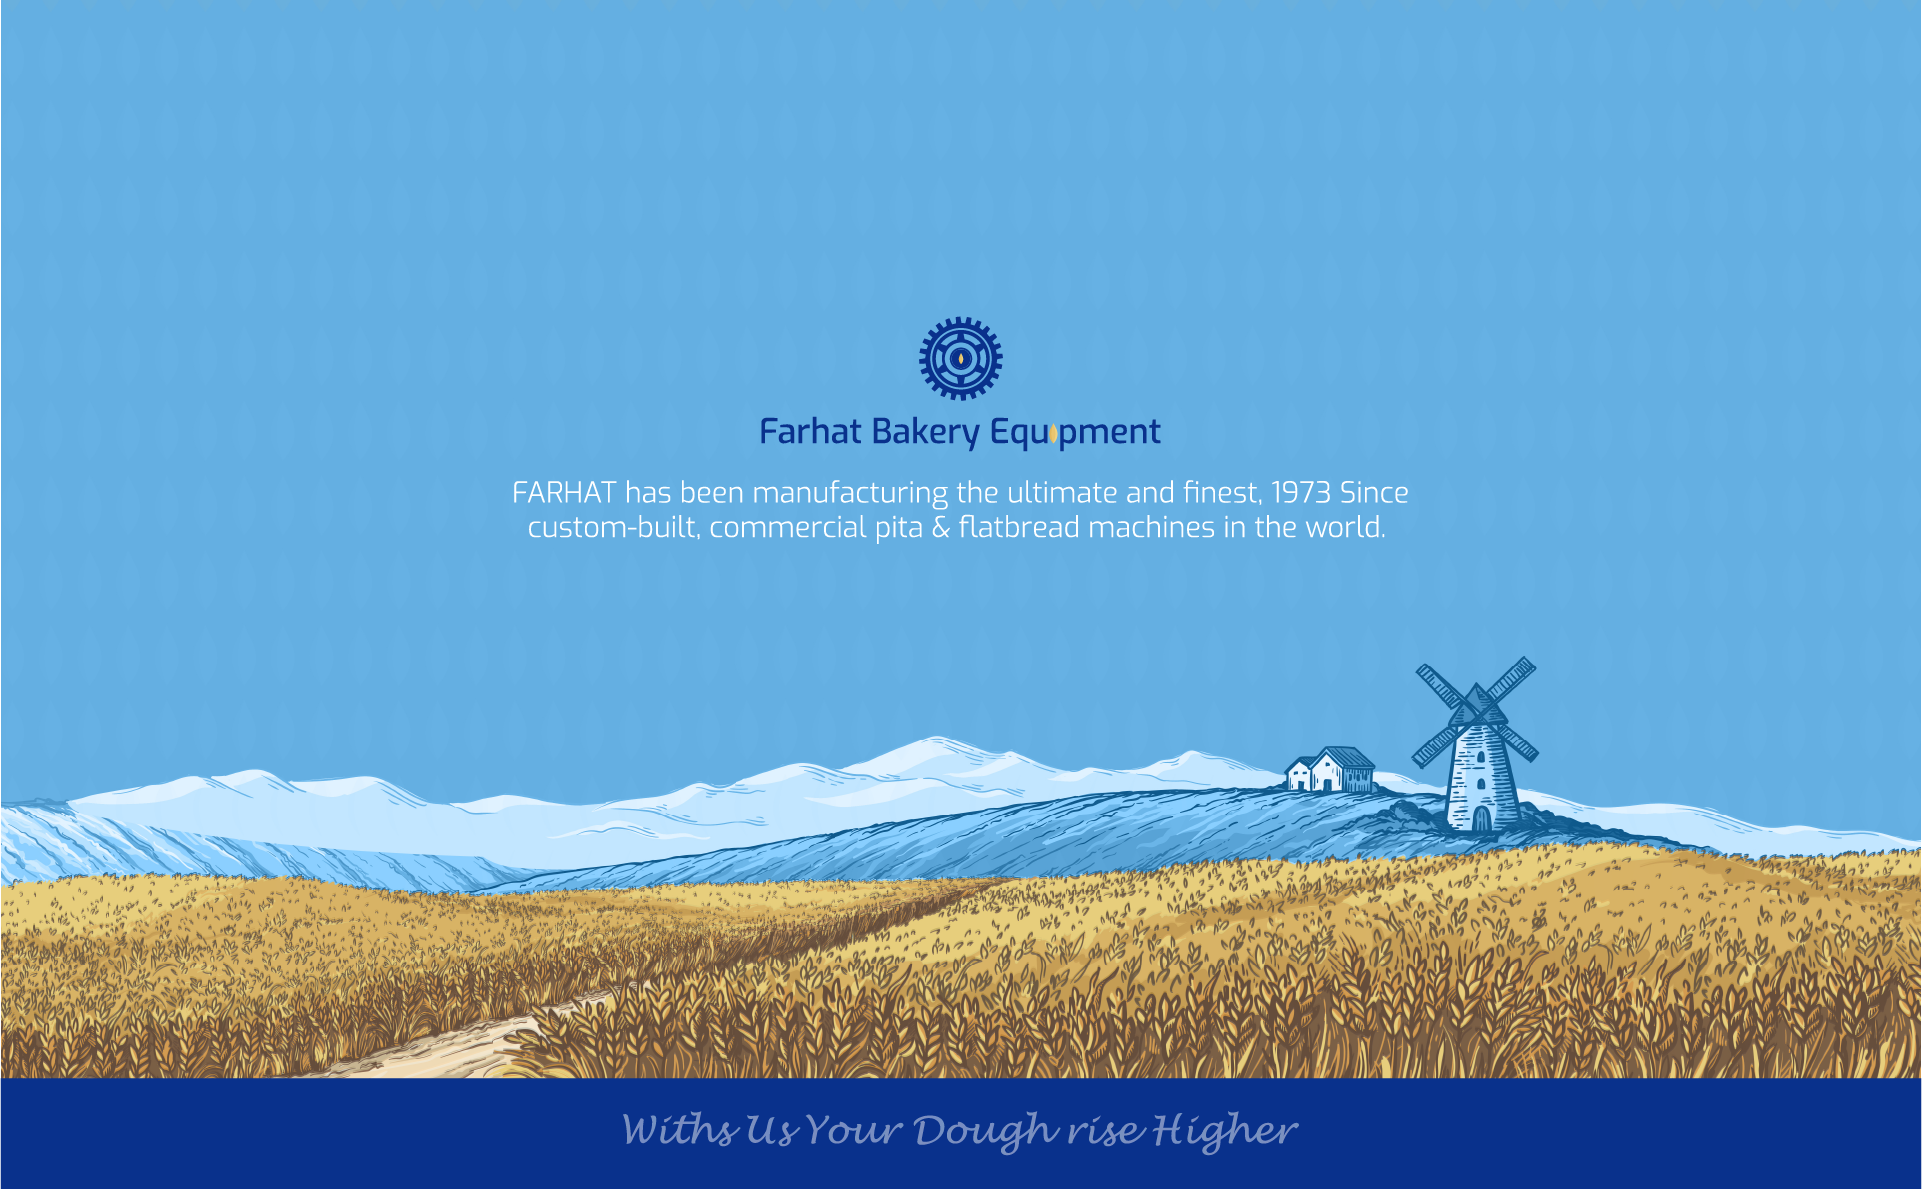 Farhat Bakery Equipment
FARHAT has been manufacturing the ultimate and finest, 1973 Since
custom-built, commercial pita & flatbread machines in the world.
Withs Us Your Dough rise Higher